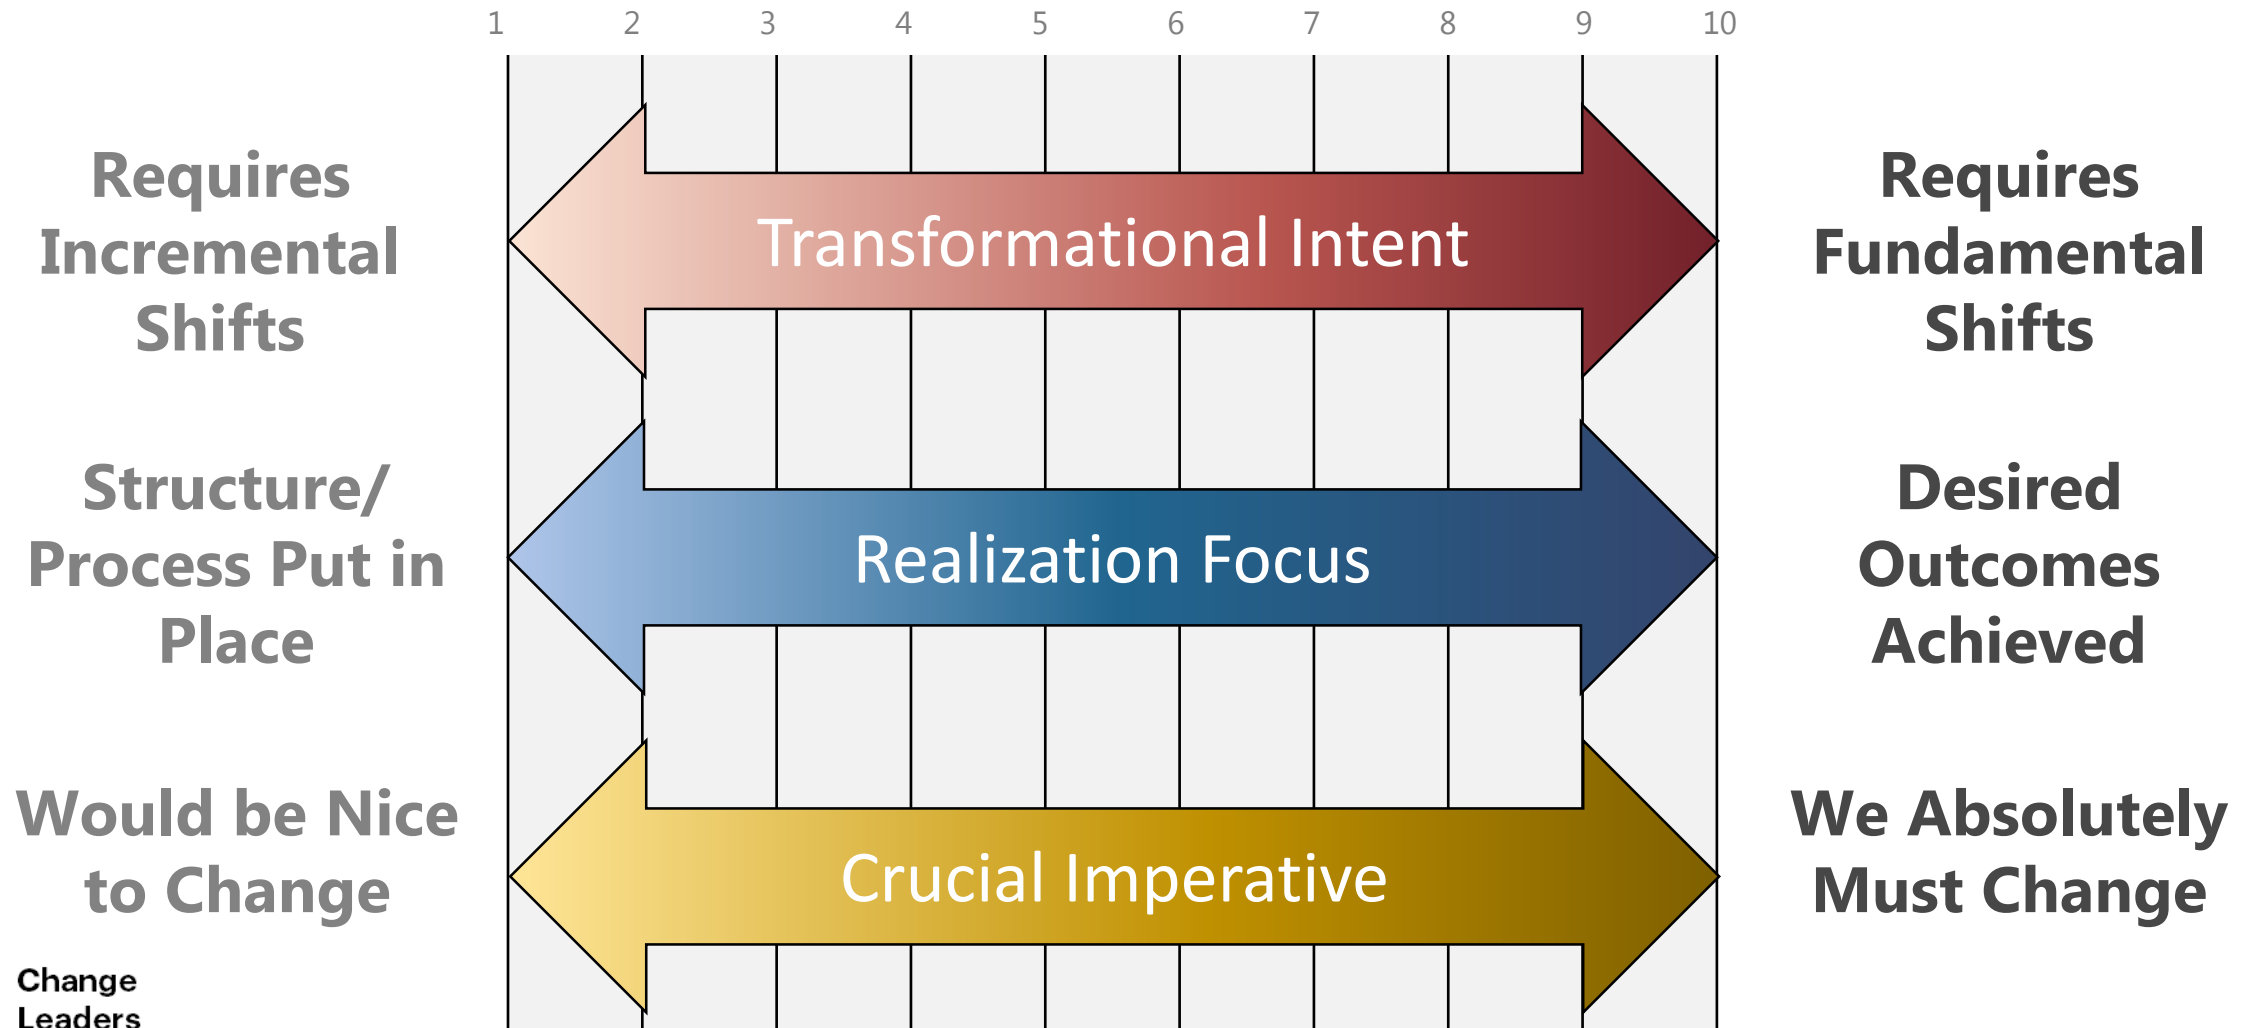 1 2 3 4 5 6 7 8 9 10
Requires
Incremental
Shifts
Transformational Intent
Requires
Fundamental
Shifts
Structure/
Process Put in
Place
Realization Focus
Desired
Outcomes
Achieved
Would be Nice
to Change
Crucial Imperative
We Absolutely
Must Change
Change
Leaders